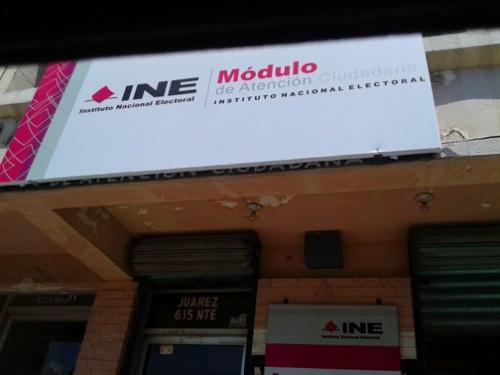 INE
Instituto Nacional Electoral
Módulo
de Atención Ciudadana
INSTITUTO NACIONAL ELECTORAL
DE ATENCIÓN CIUDADANA
JUAREZ
615 NTE
INE
Instituto Nacional Electoral